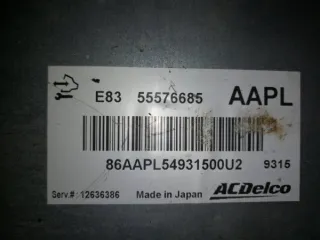 E83 55576685 AAPL
86AAPL54931500U2 9315
Serv.#: 12636386 Made in Japan ACDelco